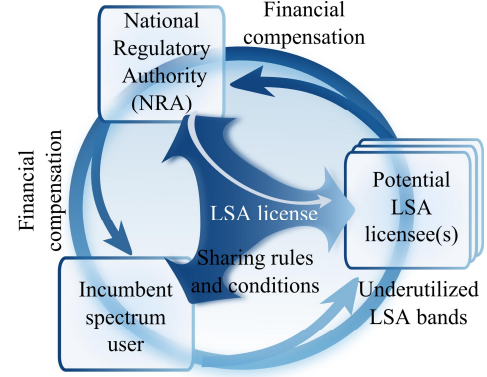 National
Regulatory
Authority
(NRA)
Financial
compensation
Financial
compensation
Potential
LSA
licensee(s)
LSA license
Sharing rules
and conditions
Incumbent
spectrum
user
Underutilized
LSA bands